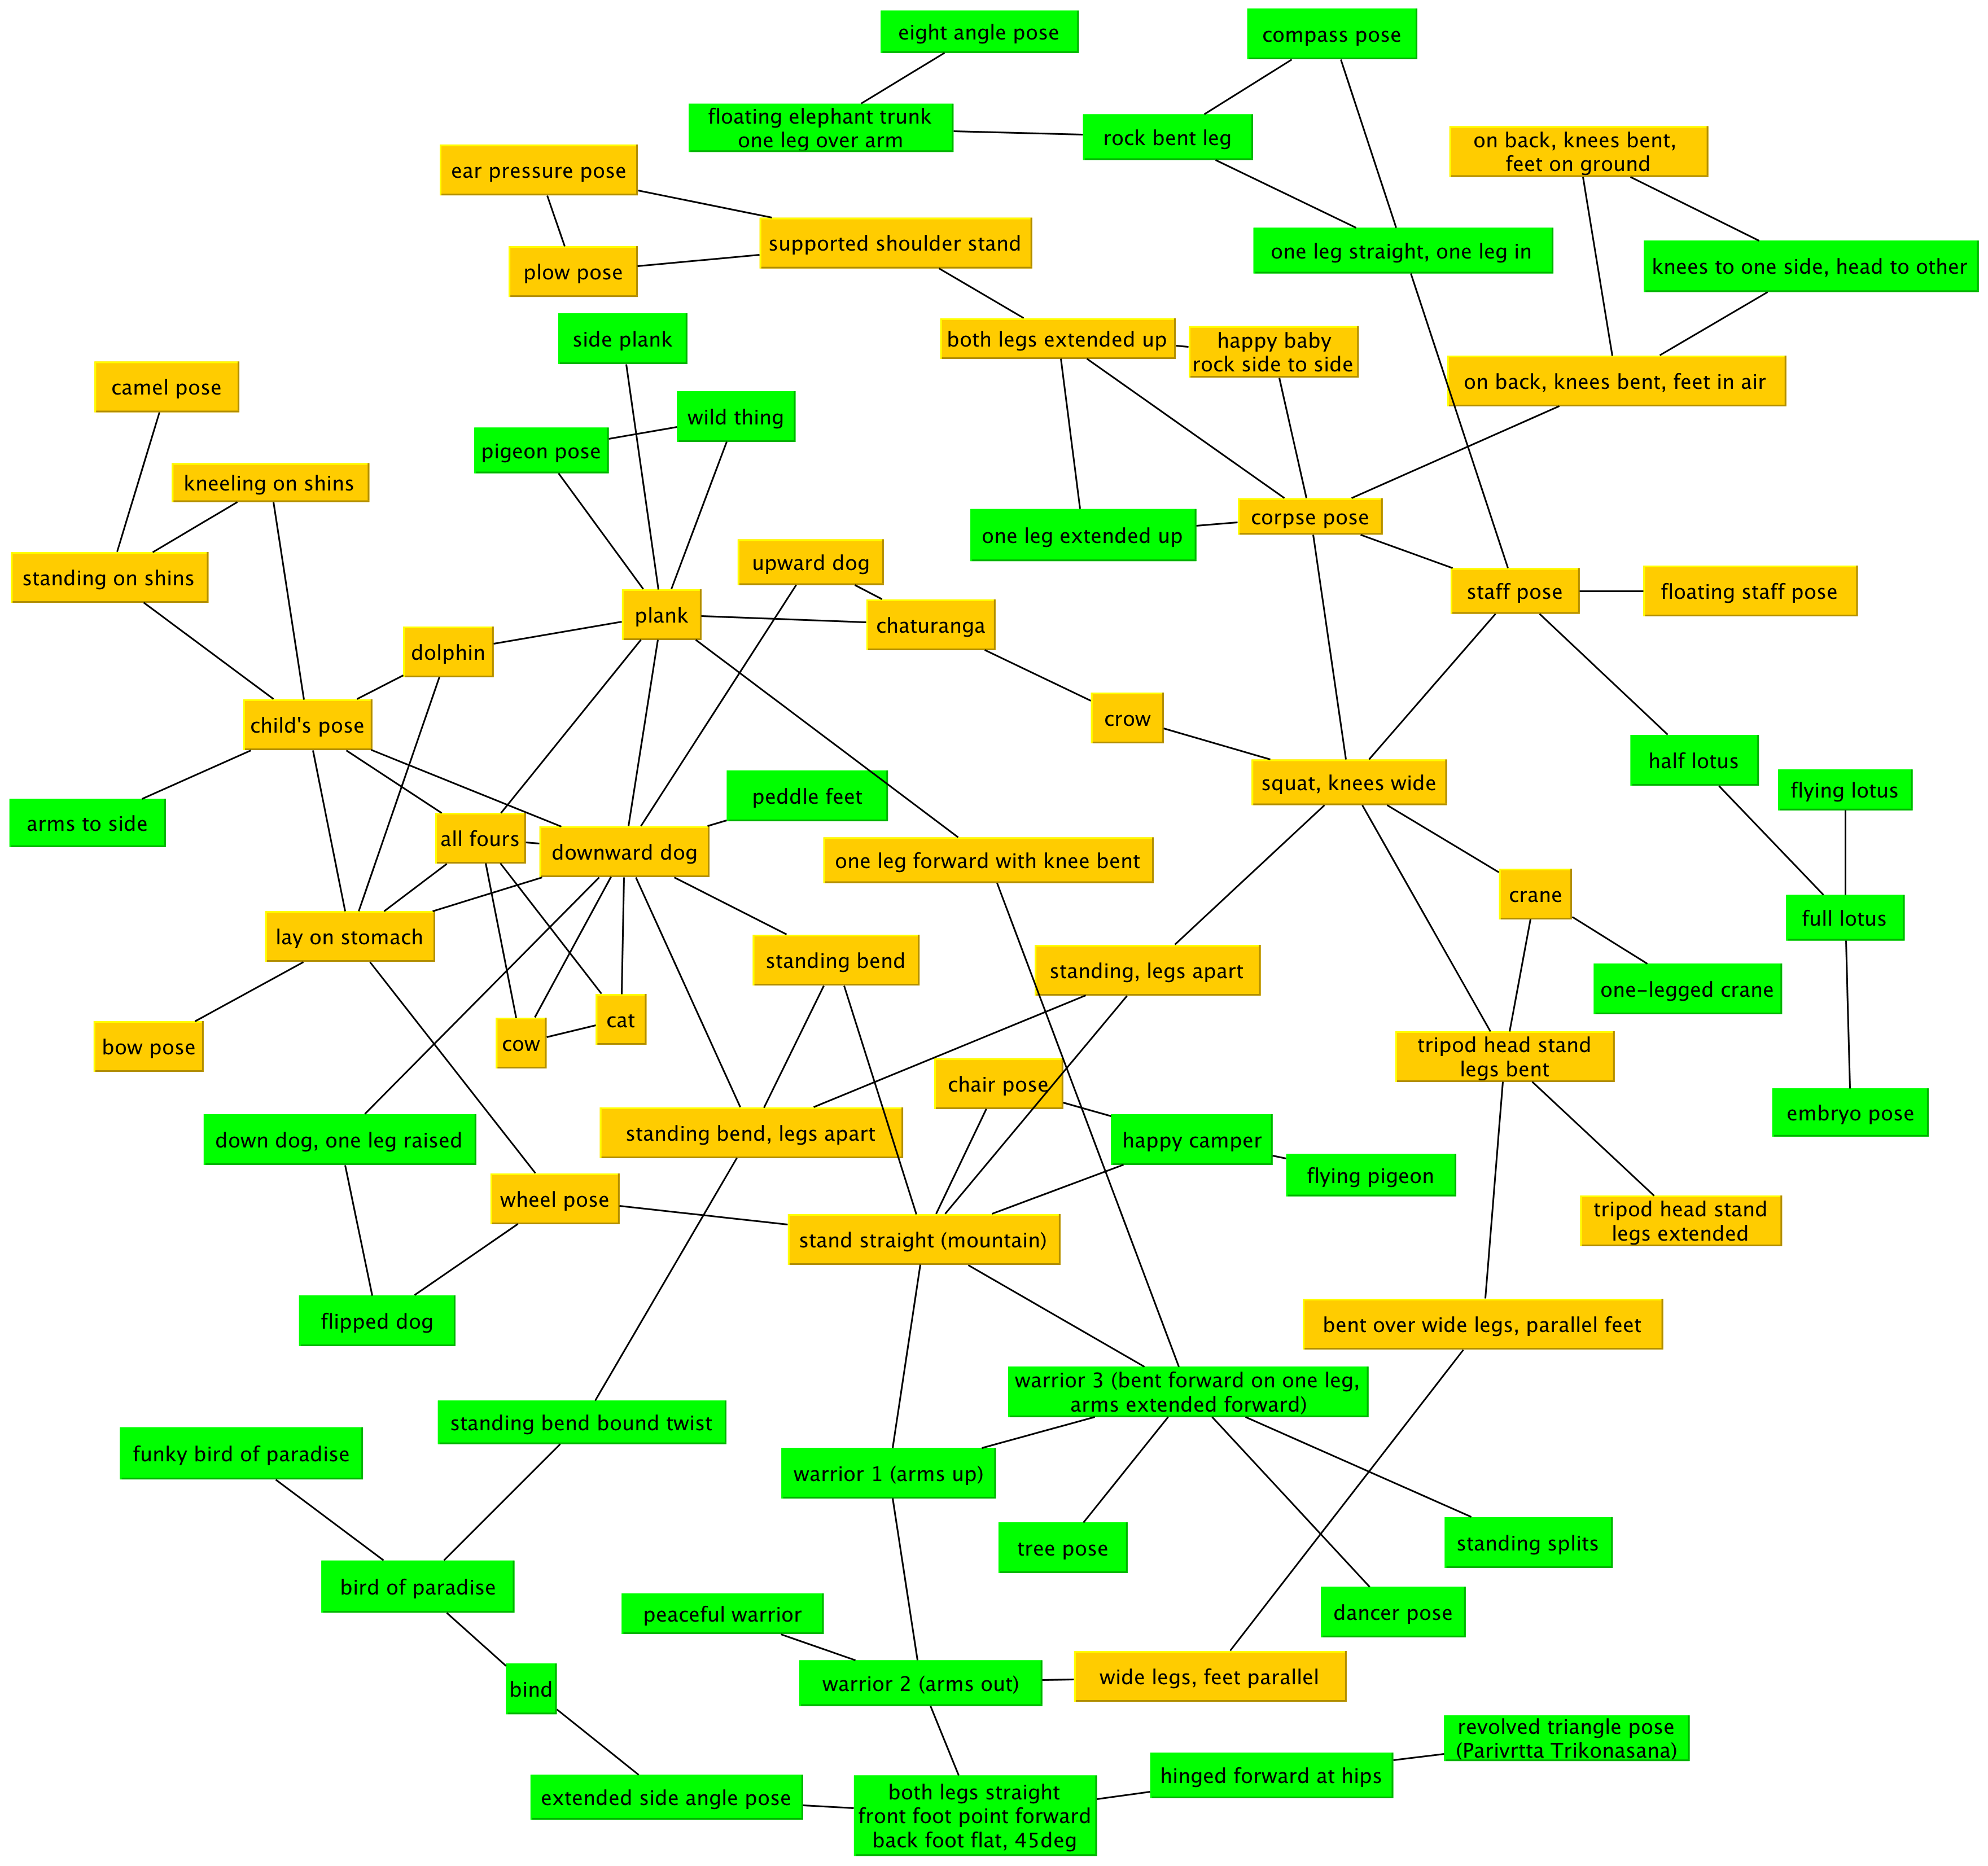 eight angle pose
compass pose
floating elephant trunk
one leg over arm
rock bent leg
on back, knees bent,
feet on ground
ear pressure pose
supported shoulder stand
one leg straight, one leg in
knees to one side, head to other
plow pose
side plank
both legs extended up
happy baby
rock side to side
camel pose
on back, knees bent, feet in air
wild thing
pigeon pose
kneeling on shins
corpse pose
one leg extended up
upward dog
standing on shins
staff pose
floating staff pose
plank
chaturanga
dolphin
crow
child's pose
half lotus
squat, knees wide
flying lotus
peddle feet
arms to side
all fours
downward dog
one leg forward with knee bent
crane
full lotus
lay on stomach
standing bend
standing, legs apart
one-legged crane
cat
cow
bow pose
tripod head stand
legs bent
chair pose
embryo pose
down dog, one leg raised
standing bend, legs apart
happy camper
flying pigeon
wheel pose
tripod head stand
legs extended
stand straight (mountain)
flipped dog
bent over wide legs, parallel feet
warrior 3 (bent forward on one leg,
arms extended forward)
standing bend bound twist
funky bird of paradise
warrior 1 (arms up)
tree pose
standing splits
bird of paradise
peaceful warrior
dancer pose
bind
warrior 2 (arms out)
wide legs, feet parallel
revolved triangle pose
(Parivrtta Trikonasana)
hinged forward at hips
extended side angle pose
both legs straight
front foot point forward
back foot flat, 45deg